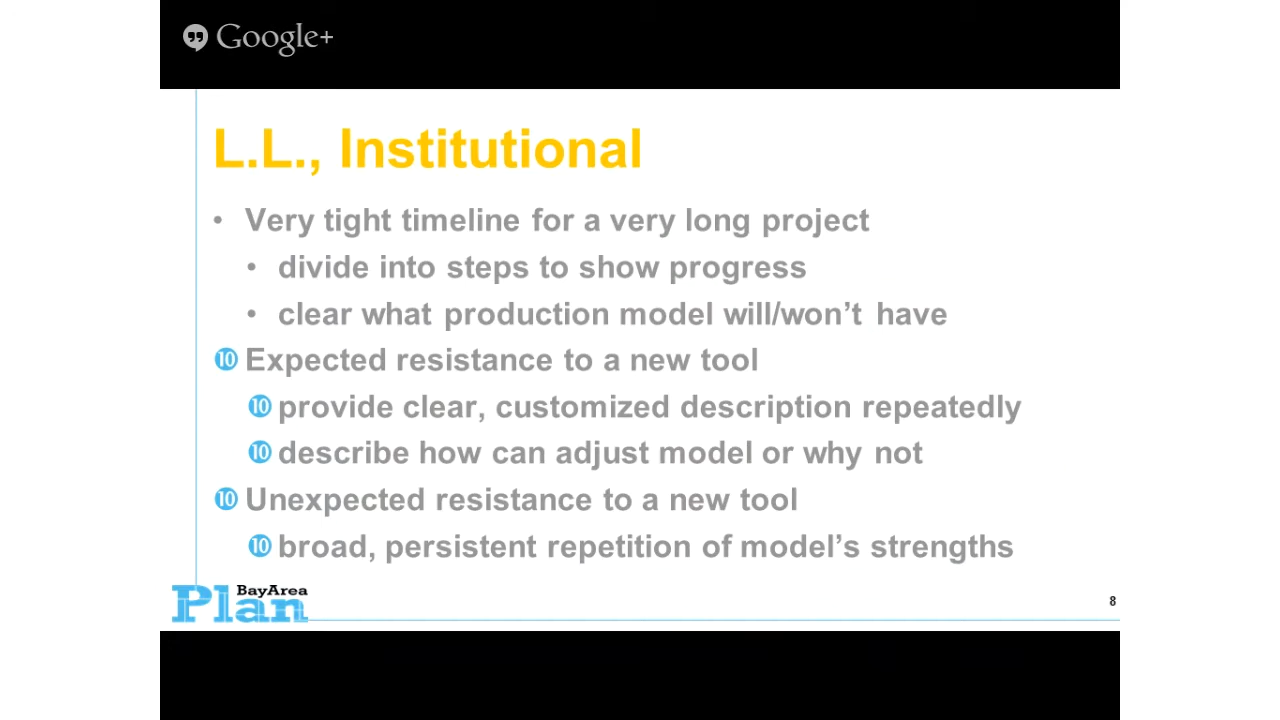 Google+
L.L., Institutional
• Very tight timeline for a very long project
• divide into steps to show progress
• clear what production model will/won’t have
❿ Expected resistance to a new tool
❿ provide clear, customized description repeatedly
❿ describe how can adjust model or why not
❿ Unexpected resistance to a new tool
❿ broad, persistent repetition of model’s strengths
BayArea
Plan
8